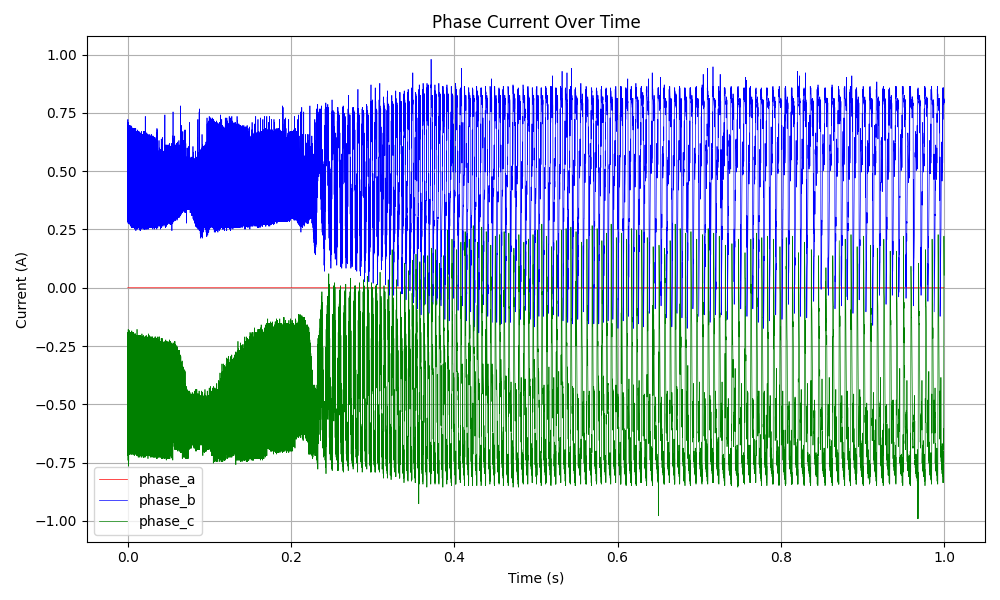 Phase Current Over Time
Current (A)
1.00
0.75
0.50
0.25
0.00
−0.25
−0.50
−0.75
−1.00
phase_a
phase_b
phase_c
0.0 0.2 0.4 0.6 0.8 1.0
Time (s)